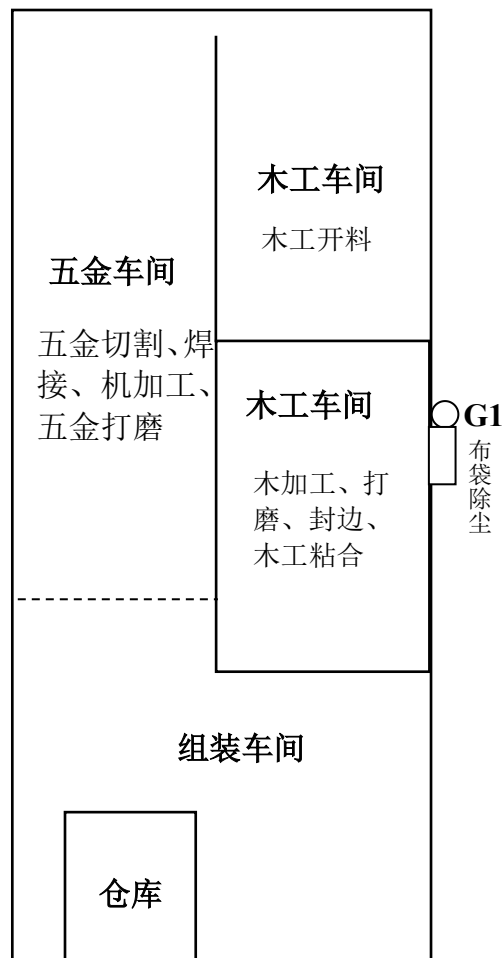 木工车间
木工开料
五金车间
五金切割、焊
接、机加工、
五金打磨
木工车间
木加工、打
磨、封边、
木工粘合
G1
布袋除尘
组装车间
仓库